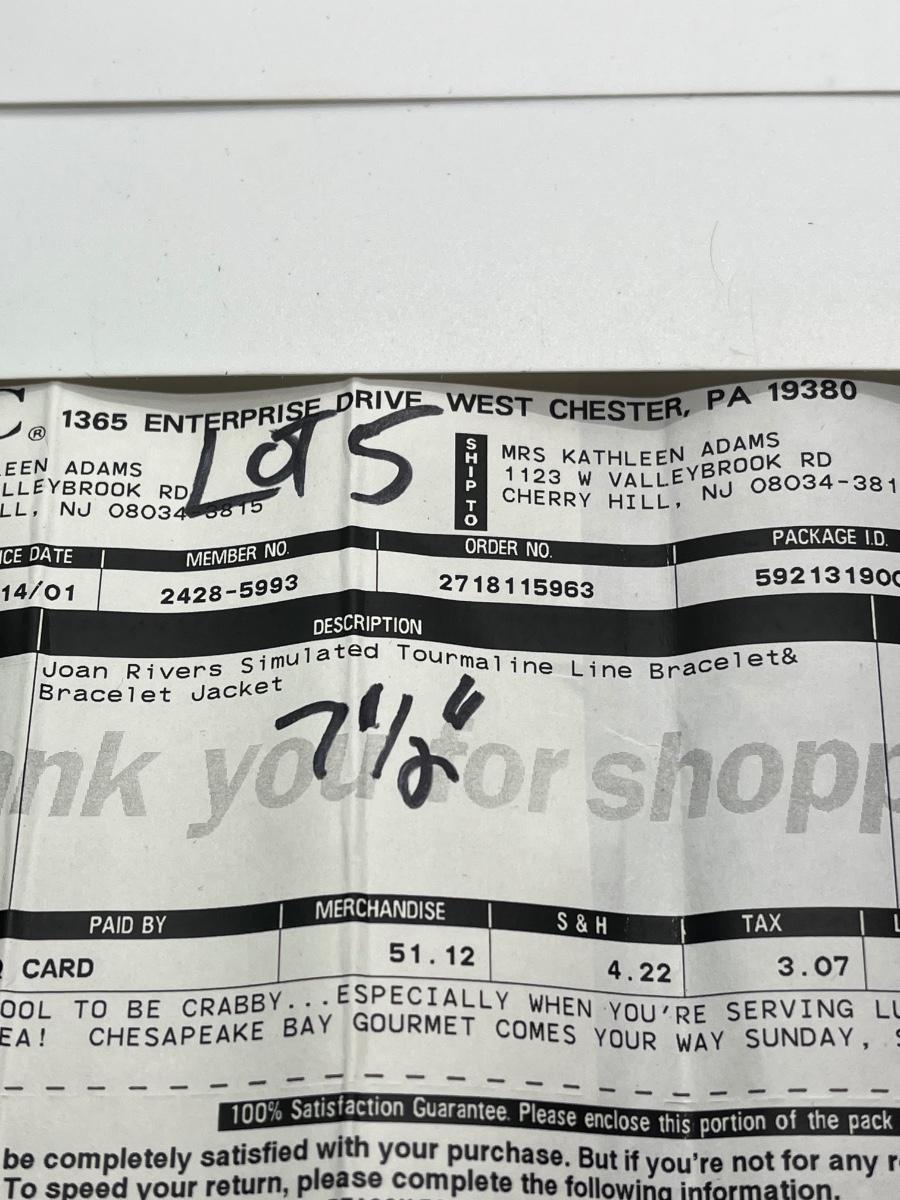 C® 1365 ENTERPRISE DRIVE WEST CHESTER, PA 19380
LOT 5
EEN ADAMS
LLEYBROOK RD
LL, NJ 08034-3815
SHIP TO
MRS KATHLEEN ADAMS
1123 W VALLEYBROOK RD
CHERRY HILL, NJ 08034-381
ICE DATE MEMBER NO. ORDER NO. PACKAGE I.D.
14/01 2428-5993 2718115963 592131900
DESCRIPTION
Joan Rivers Simulated Tourmaline Line Bracelet&
Bracelet Jacket
7 1/2"
ank you for shopp
PAID BY MERCHANDISE S & H TAX
CARD 51.12 4.22 3.07
OOL TO BE CRABBY...ESPECIALLY WHEN YOU'RE SERVING LU
EA! CHESAPEAKE BAY GOURMET COMES YOUR WAY SUNDAY, S
100% Satisfaction Guarantee. Please enclose this portion of the pack
be completely satisfied with your purchase. But if you're not for any r
To speed your return, please complete the following information.